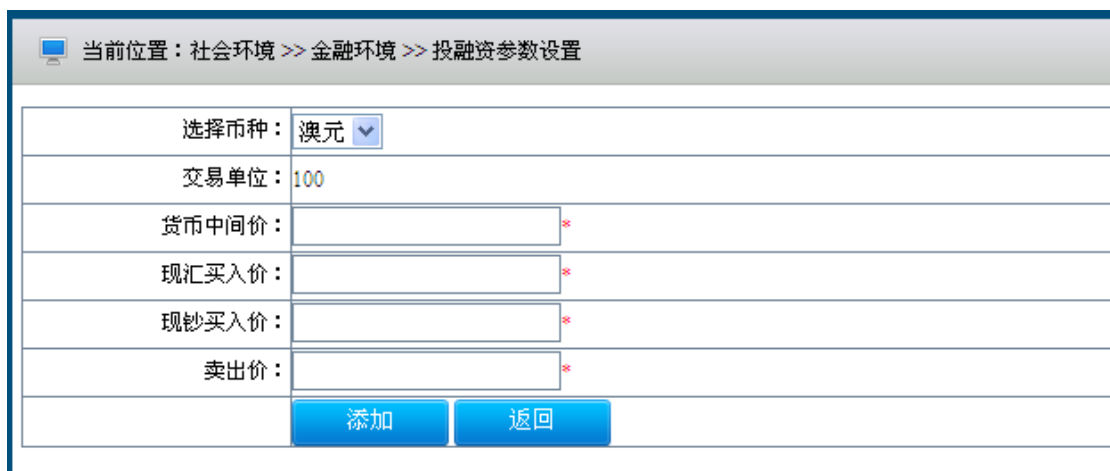 当前位置：社会环境 >> 金融环境 >> 投融资参数设置
选择币种： 澳元
交易单位： 100
货币中间价： *
现汇买入价： *
现钞买入价： *
卖出价： *
添加 返回